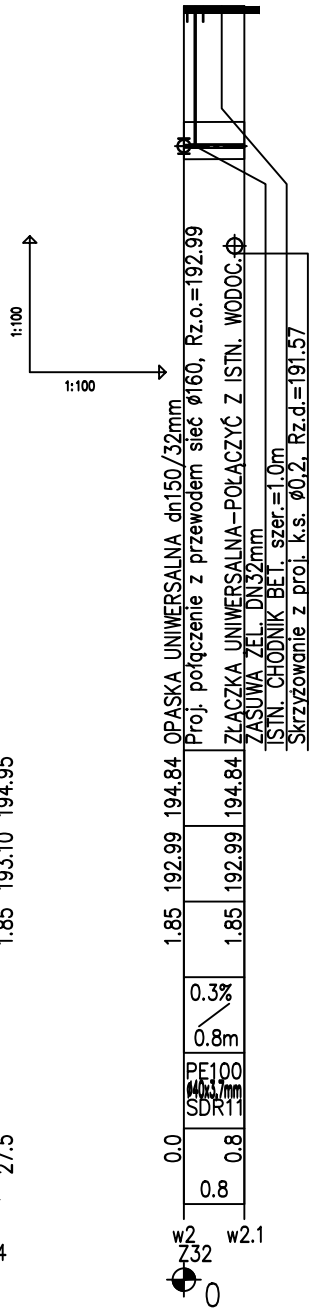 1:100
1:100
OPASKA UNIWERSALNA dn150/32mm
Proj. połączenie z przewodem sieć ø160, Rz.o.=192.99
ZŁĄCZKA UNIWERSALNA-POŁĄCZYĆ Z ISTN. WODOC.
ZASUWA ŻEL. DN32mm
ISTN. CHODNIK BET. szer.=1.0m
Skrzyżowanie z proj. k.s. ø0,2, Rz.d.=191.57
194.95
193.10
1.85
27.5
4
194.84
194.84
192.99
192.99
1.85
1.85
0.3%
0.8m
PE100
ø40x3,7mm
SDR11
0.0
0.8
0.8
w2
w2.1
Z32
0